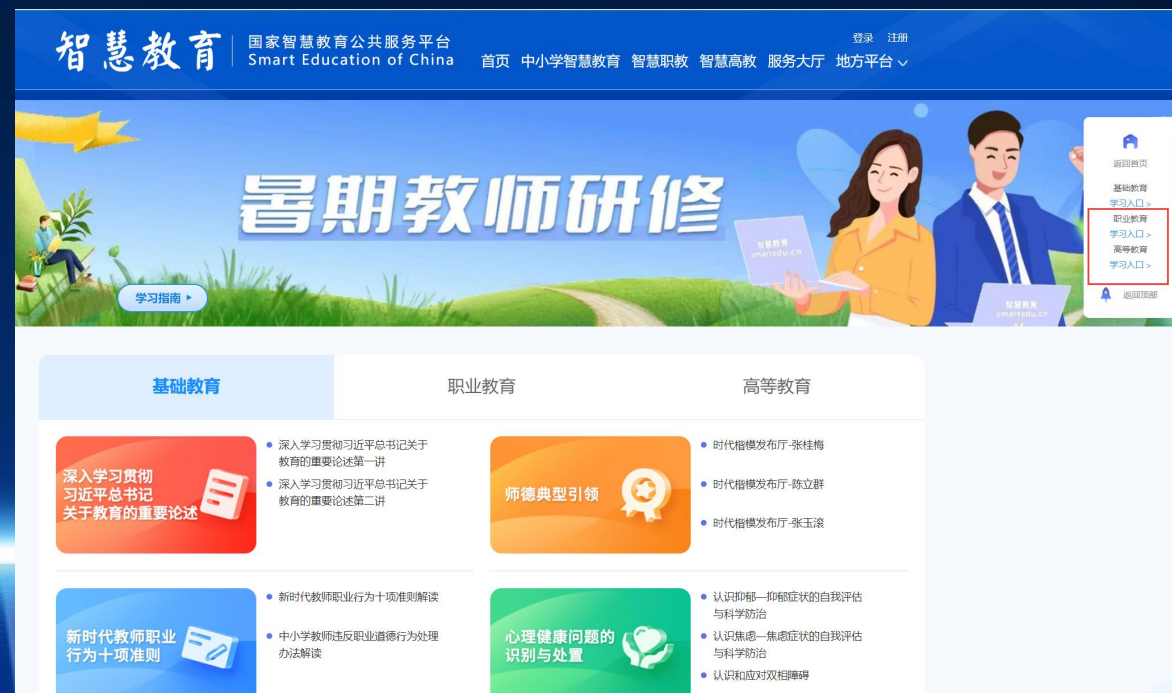 智慧教育
国家智慧教育公共服务平台
Smart Education of China
登录 注册
首页 中小学智慧教育 智慧职教 智慧高教 服务大厅 地方平台
暑期教师研修
学习指南
智慧教育
smartedu.cn
智慧教育
smartedu.cn
返回首页
基础教育
学习入口 >
职业教育
学习入口 >
高等教育
学习入口 >
返回顶部
基础教育
职业教育
高等教育
深入学习贯彻
习近平总书记
关于教育的重要论述
深入学习贯彻习近平总书记关于
教育的重要论述第一讲
深入学习贯彻习近平总书记关于
教育的重要论述第二讲
师德典型引领
时代楷模发布厅-张桂梅
时代楷模发布厅-陈立群
时代楷模发布厅-张玉滚
新时代教师职业
行为十项准则
新时代教师职业行为十项准则解读
中小学教师违反职业道德行为处理
办法解读
心理健康问题的
识别与处置
认识抑郁—抑郁症状的自我评估
与科学防治
认识焦虑—焦虑症状的自我评估
与科学防治
认识和应对双相障碍